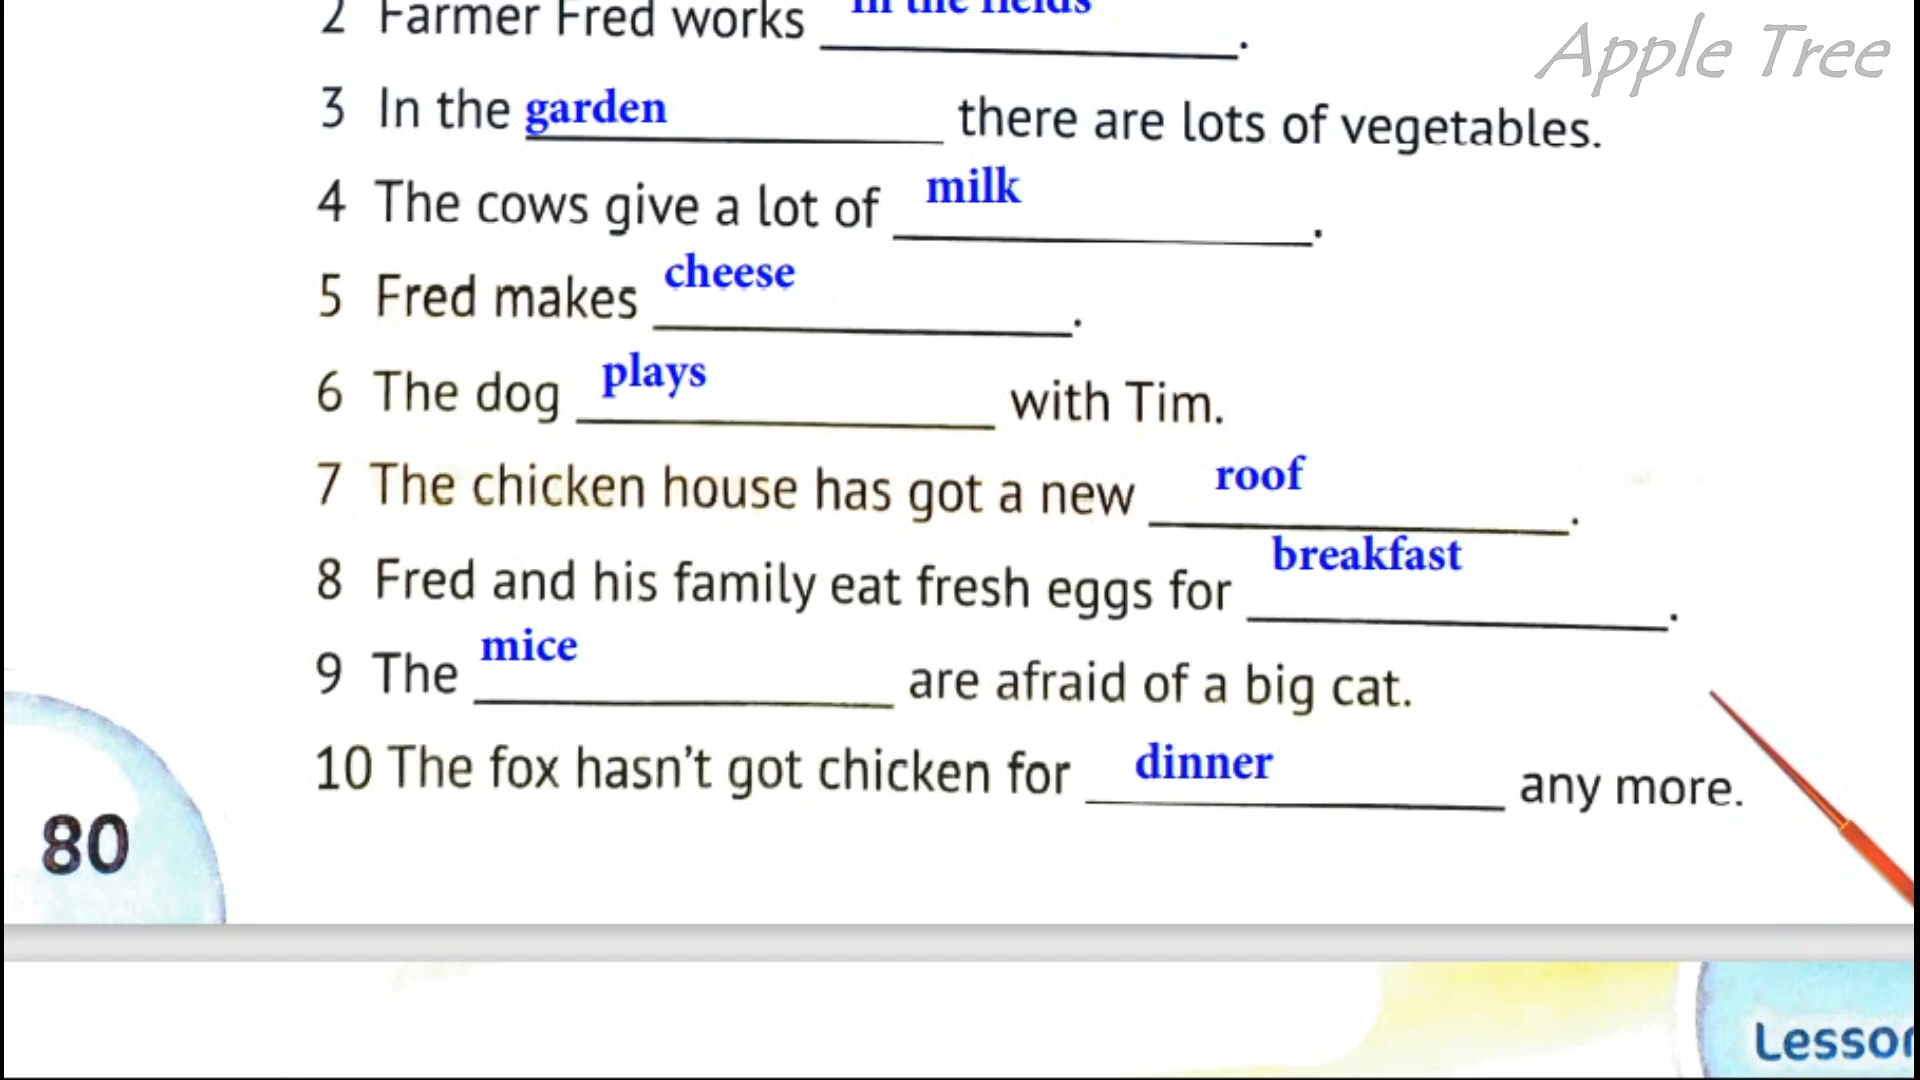 Apple Tree
2 Farmer Fred works in the fields.
3 In the garden there are lots of vegetables.
4 The cows give a lot of milk.
5 Fred makes cheese.
6 The dog plays with Tim.
7 The chicken house has got a new roof.
8 Fred and his family eat fresh eggs for breakfast.
9 The mice are afraid of a big cat.
10 The fox hasn't got chicken for dinner any more.
80